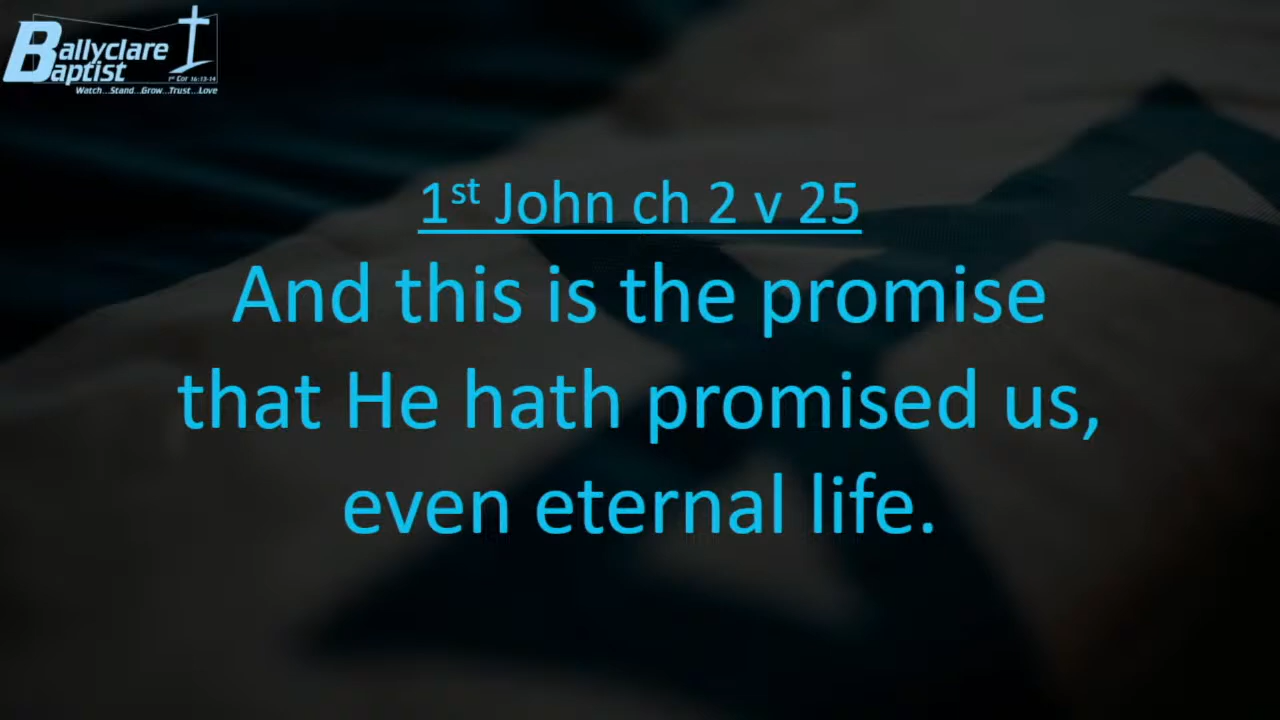 Ballyclare
Baptist
1st Cor 16:13-14
Watch...Stand...Grow...Trust...Love
1st John ch 2 v 25
And this is the promise
that He hath promised us,
even eternal life.